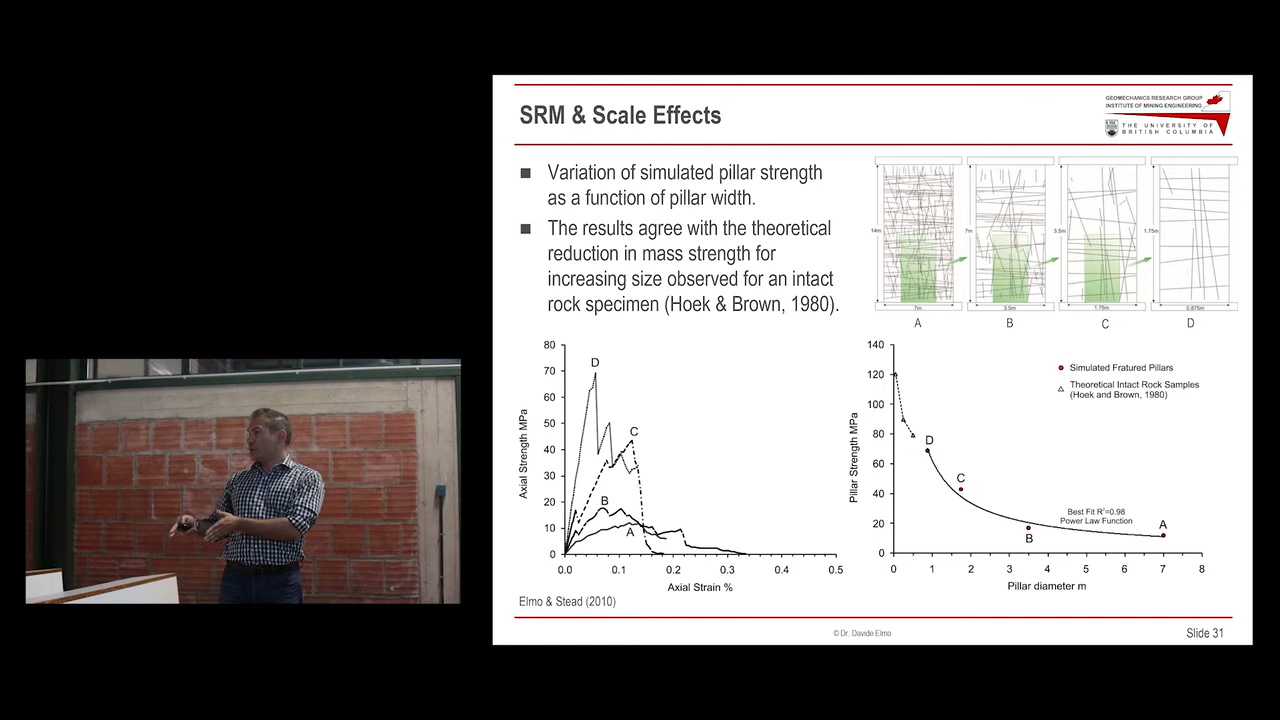 SRM & Scale Effects
GEOMECHANICS RESEARCH GROUP
INSTITUTE OF MINING ENGINEERING
THE UNIVERSITY OF
BRITISH COLUMBIA
■ Variation of simulated pillar strength
as a function of pillar width.
■ The results agree with the theoretical
reduction in mass strength for
increasing size observed for an intact
rock specimen (Hoek & Brown, 1980).
14m 7m 3.5m 1.75m
7m 3.5m 1.75m 0.875m
A B C D
80
70
60
50
40
30
20
10
0
Axial Strength MPa
D
C
B
A
0.0 0.1 0.2 0.3 0.4 0.5
Axial Strain %
140
120
100
80
60
40
20
0
Pillar Strength MPa
Simulated Fratured Pillars
Theoretical Intact Rock Samples
(Hoek and Brown, 1980)
D
C
B
A
Best Fit R²=0.98
Power Law Function
0 1 2 3 4 5 6 7 8
Pillar diameter m
Elmo & Stead (2010)
© Dr. Davide Elmo
Slide 31